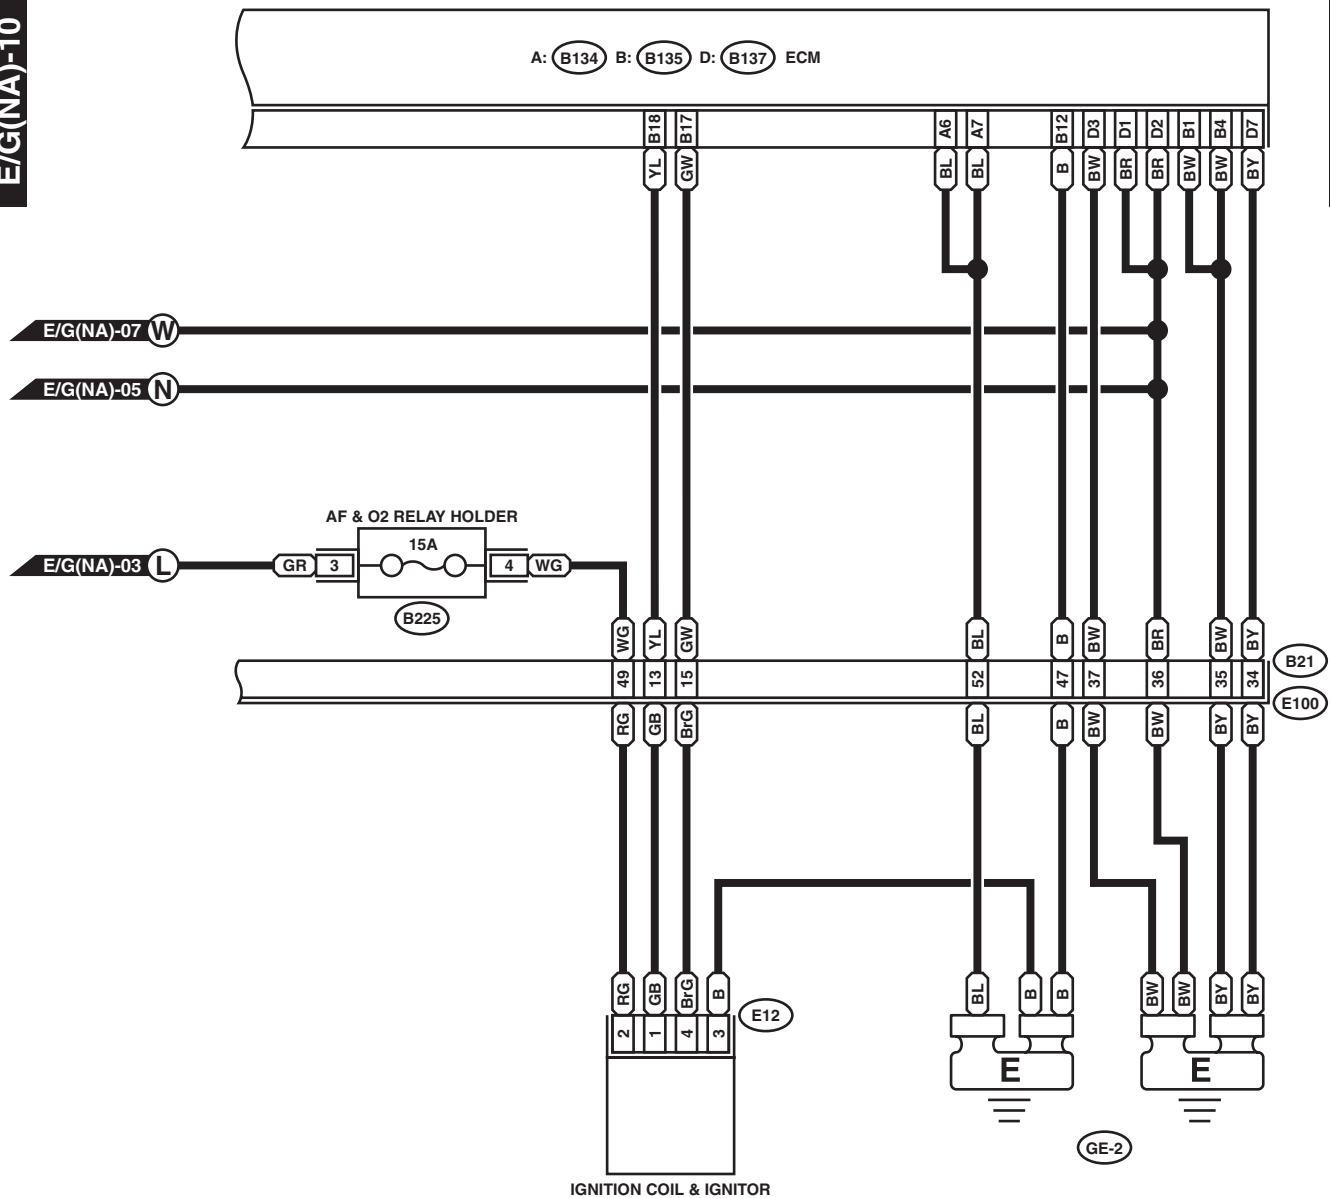 E/G(NA)-10
A: B134 B: B135 D: B137 ECM
B18 B17 A6 A7 B12 D3 D1 D2 B1 B4 D7
YL GW BL BL B BW BR BR BW BW BY
E/G(NA)-07 W
E/G(NA)-05 N
AF & O2 RELAY HOLDER
15A
E/G(NA)-03 L GR 3 4 WG
B225
WG YL GW BL B BW BR BW BY
B21
49 13 15 52 47 37 36 35 34
E100
RG GB BrG BL B BW BW BY BY
RG GB BrG B BL B B BW BW BY BY
E12
2 1 4 3
E E
GE-2
IGNITION COIL & IGNITOR